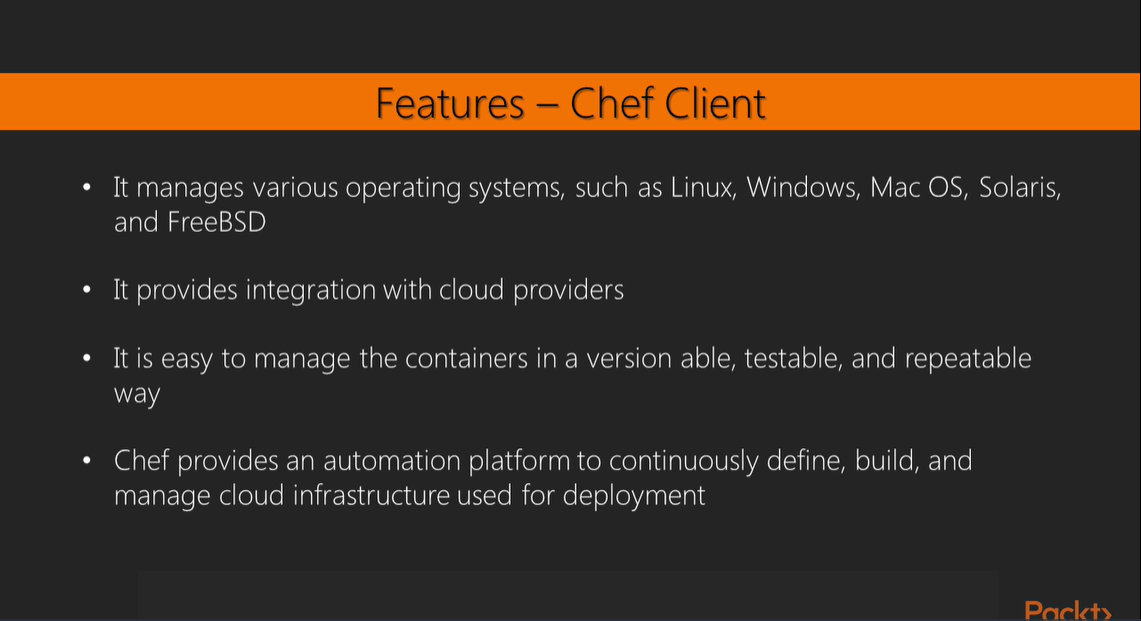 Features – Chef Client
• It manages various operating systems, such as Linux, Windows, Mac OS, Solaris,
and FreeBSD
• It provides integration with cloud providers
• It is easy to manage the containers in a version able, testable, and repeatable
way
• Chef provides an automation platform to continuously define, build, and
manage cloud infrastructure used for deployment
Packt>